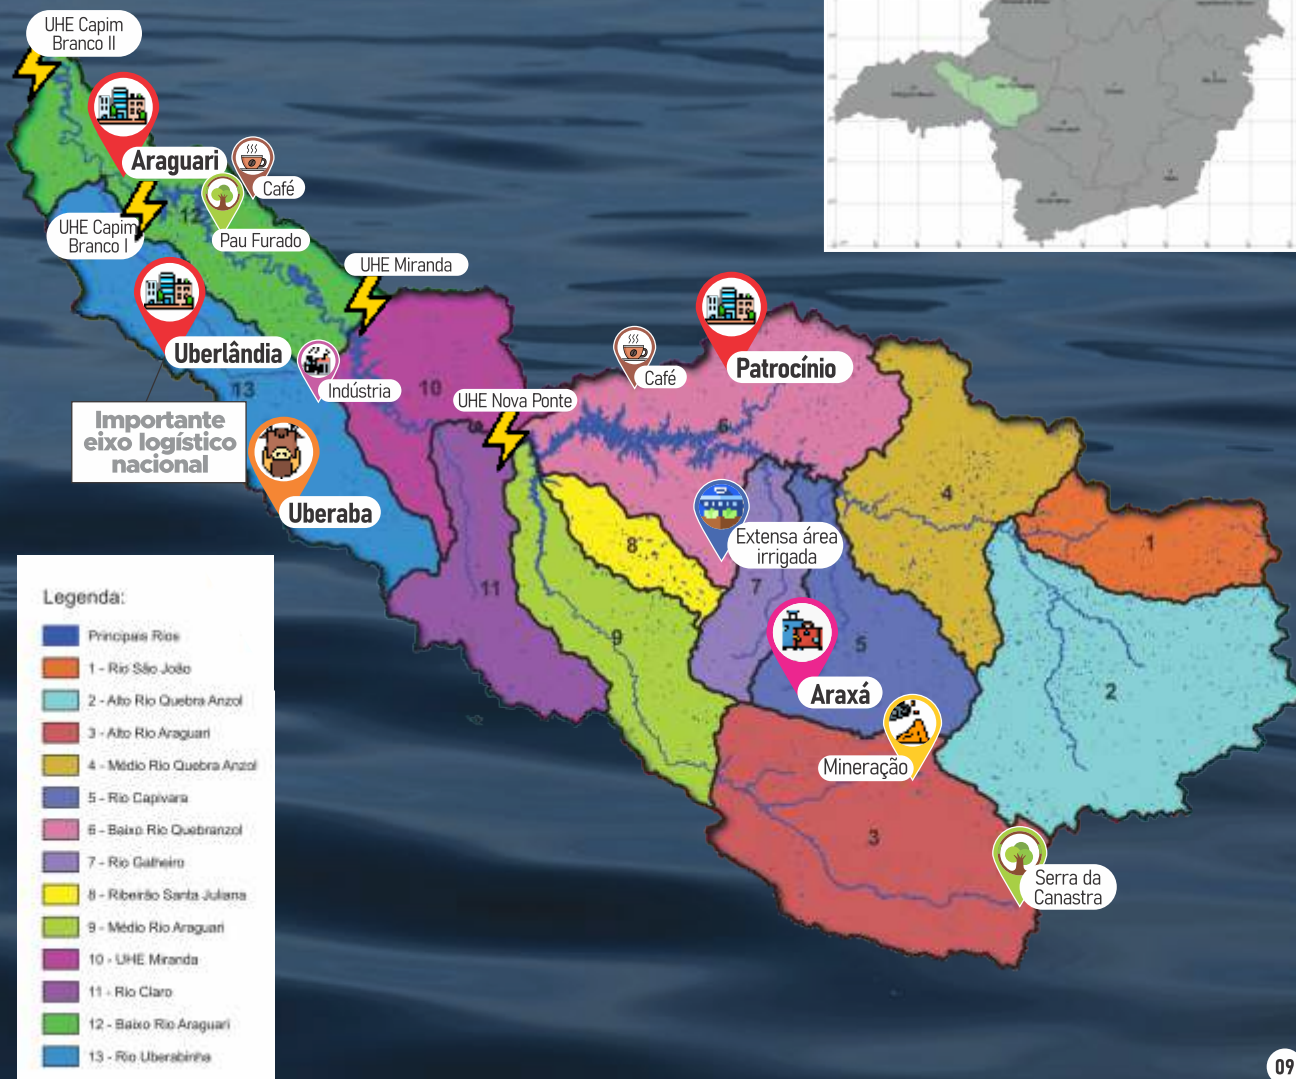 UHE Capim
Branco II
Araguari
Café
12
Pau Furado
UHE Capim
Branco I
UHE Miranda
Uberlândia
Indústria
13
10
Importante
eixo logístico
nacional
Uberaba
UHE Nova Ponte
Café
Patrocínio
6
4
1
Extensa área
irrigada
8
7
11
9
5
2
Araxá
Mineração
3
Serra da
Canastra
Legenda:
Principais Rios
1 - Rio São João
2 - Alto Rio Quebra Anzol
3 - Alto Rio Araguari
4 - Médio Rio Quebra Anzol
5 - Rio Capivara
6 - Baixo Rio Quebranzol
7 - Rio Galheiro
8 - Ribeirão Santa Juliana
9 - Médio Rio Araguari
10 - UHE Miranda
11 - Rio Claro
12 - Baixo Rio Araguari
13 - Rio Uberabinha
09